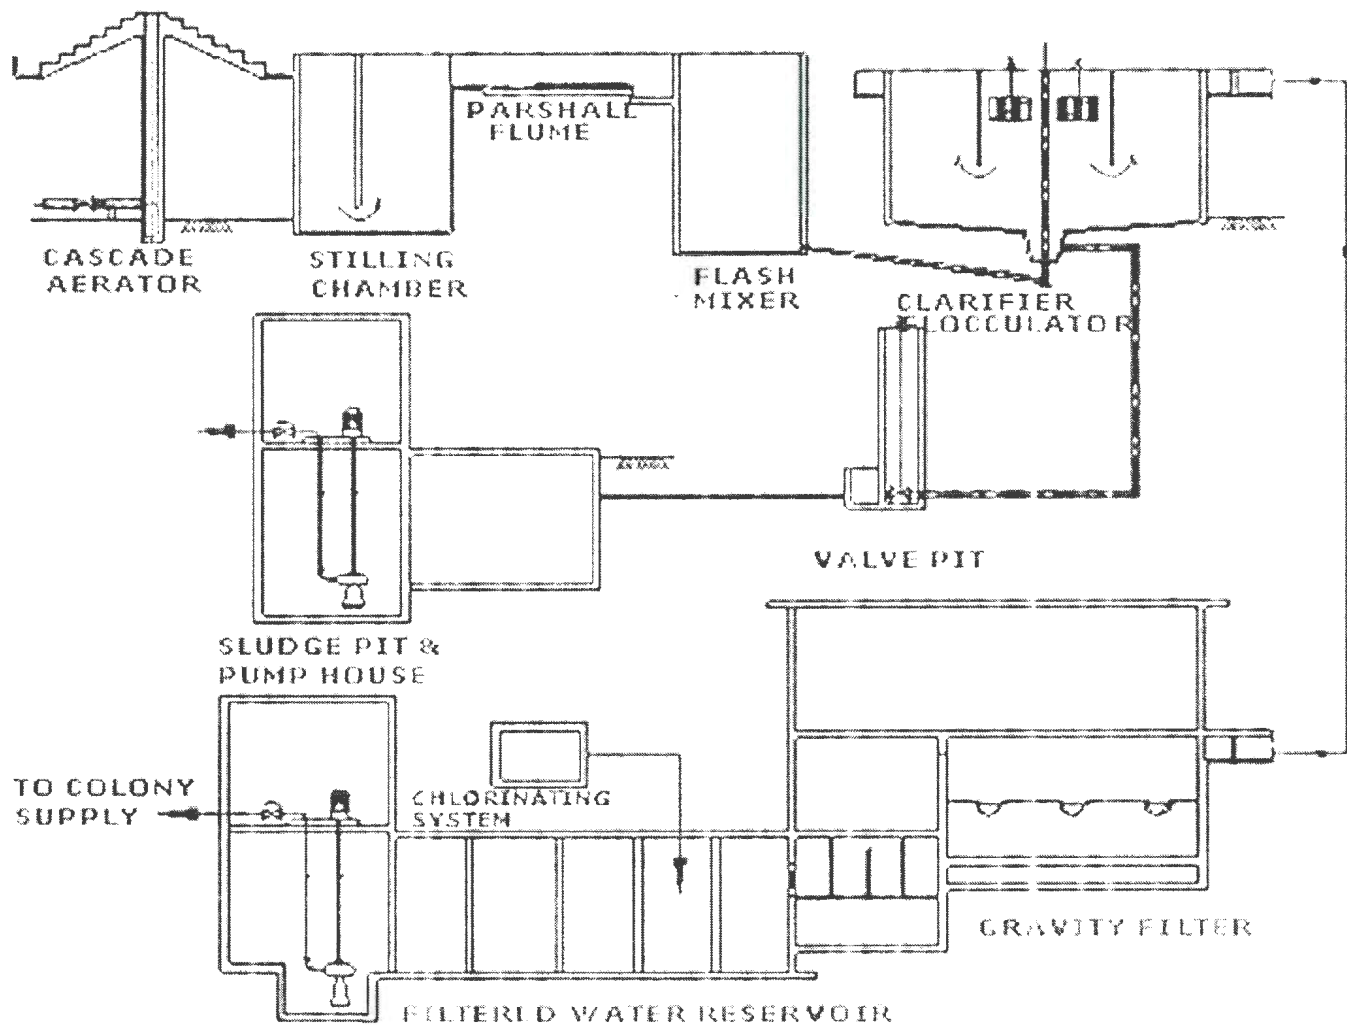 PARSHALL
FLUME
CASCADE
AERATOR
STILLING
CHAMBER
FLASH
MIXER
CLARIFIER
FLOCCULATOR
VALVE PIT
SLUDGE PIT &
PUMP HOUSE
TO COLONY
SUPPLY
CHLORINATING
SYSTEM
GRAVITY FILTER
FILTERED WATER RESERVOIR